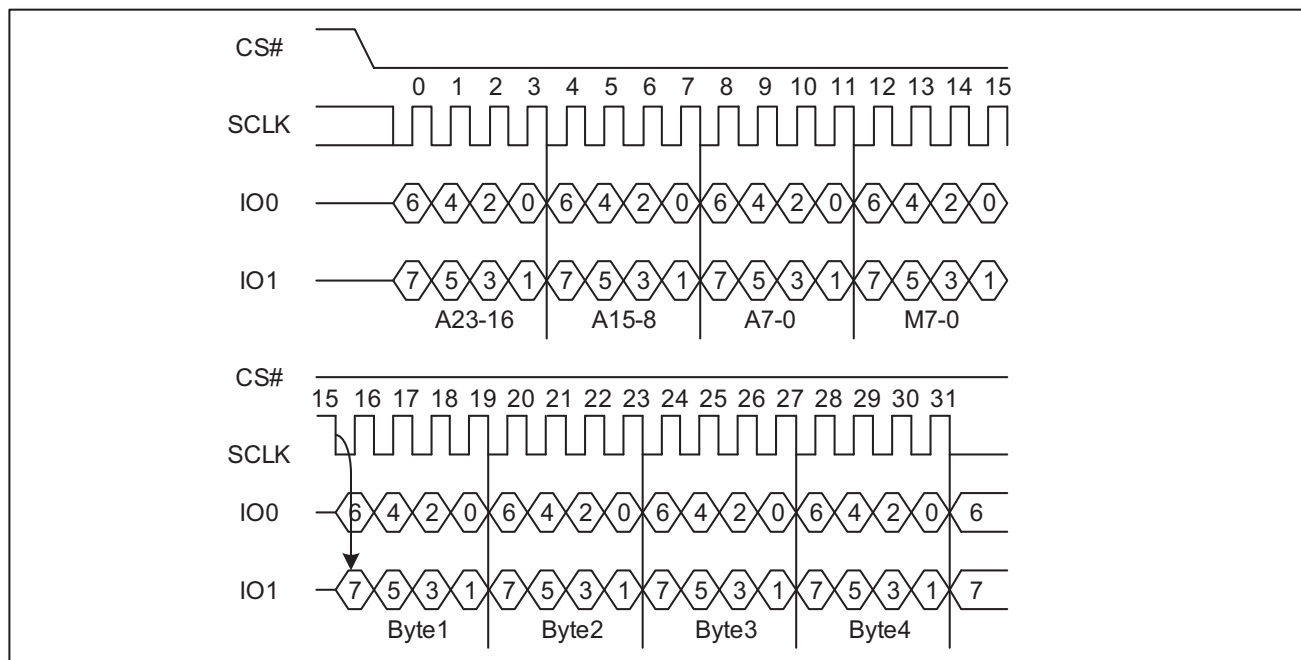 CS#
0 1 2 3 4 5 6 7 8 9 10 11 12 13 14 15
SCLK
IO0 6 4 2 0 6 4 2 0 6 4 2 0 6 4 2 0
IO1 7 5 3 1 7 5 3 1 7 5 3 1 7 5 3 1
A23-16 A15-8 A7-0 M7-0
CS#
15 16 17 18 19 20 21 22 23 24 25 26 27 28 29 30 31
SCLK
IO0 6 4 2 0 6 4 2 0 6 4 2 0 6 4 2 0 6
IO1 7 5 3 1 7 5 3 1 7 5 3 1 7 5 3 1 7
Byte1 Byte2 Byte3 Byte4